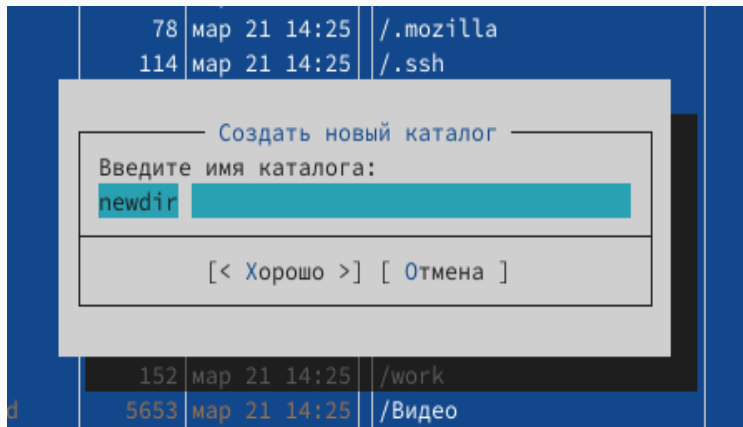 78 мар 21 14:25 /.mozilla
114 мар 21 14:25 /.ssh
Создать новый каталог
Введите имя каталога:
newdir
[< Хорошо >] [ Отмена ]
152 мар 21 14:25 /work
d 5653 мар 21 14:25 /Видео